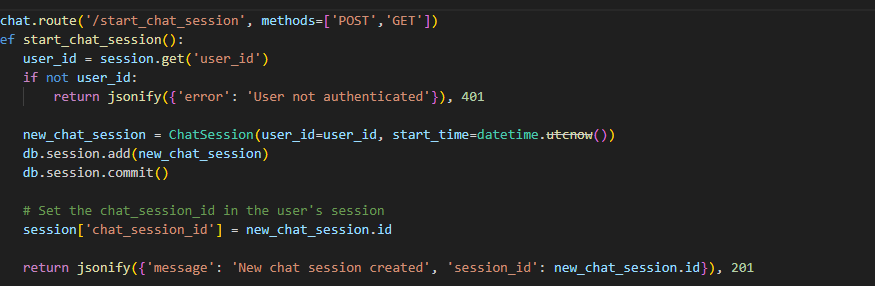 chat.route('/start_chat_session', methods=['POST','GET'])
ef start_chat_session():
user_id = session.get('user_id')
if not user_id:
return jsonify({'error': 'User not authenticated'}), 401
new_chat_session = ChatSession(user_id=user_id, start_time=datetime.utcnow())
db.session.add(new_chat_session)
db.session.commit()
# Set the chat_session_id in the user's session
session['chat_session_id'] = new_chat_session.id
return jsonify({'message': 'New chat session created', 'session_id': new_chat_session.id}), 201